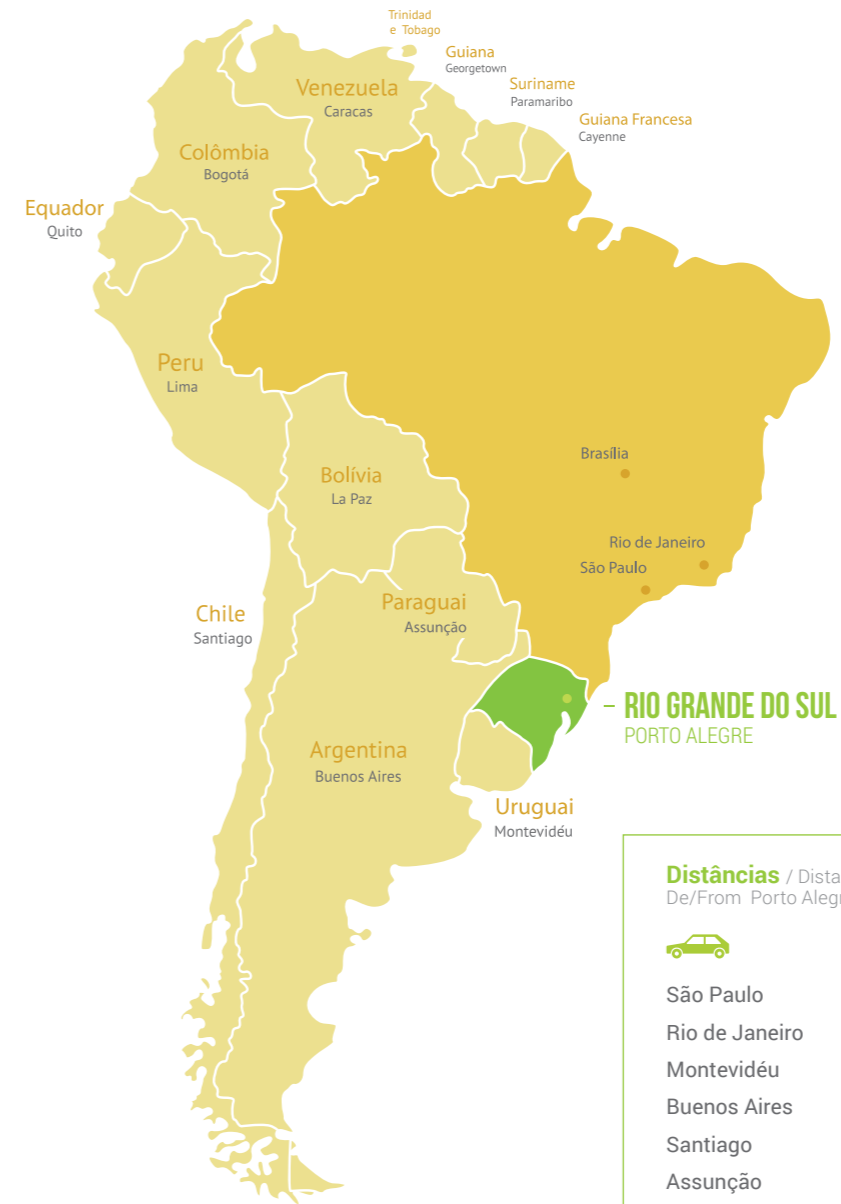 Trinidad
e Tobago
Guiana
Georgetown
Suriname
Paramaribo
Guiana Francesa
Cayenne
Venezuela
Caracas
Colômbia
Bogotá
Equador
Quito
Peru
Lima
Bolívia
La Paz
Brasília
Rio de Janeiro
São Paulo
Paraguai
Assunção
Chile
Santiago
RIO GRANDE DO SUL
PORTO ALEGRE
Argentina
Buenos Aires
Uruguai
Montevidéu
Distâncias / Dista
De/From Porto Alegr
São Paulo
Rio de Janeiro
Montevidéu
Buenos Aires
Santiago
Assunção